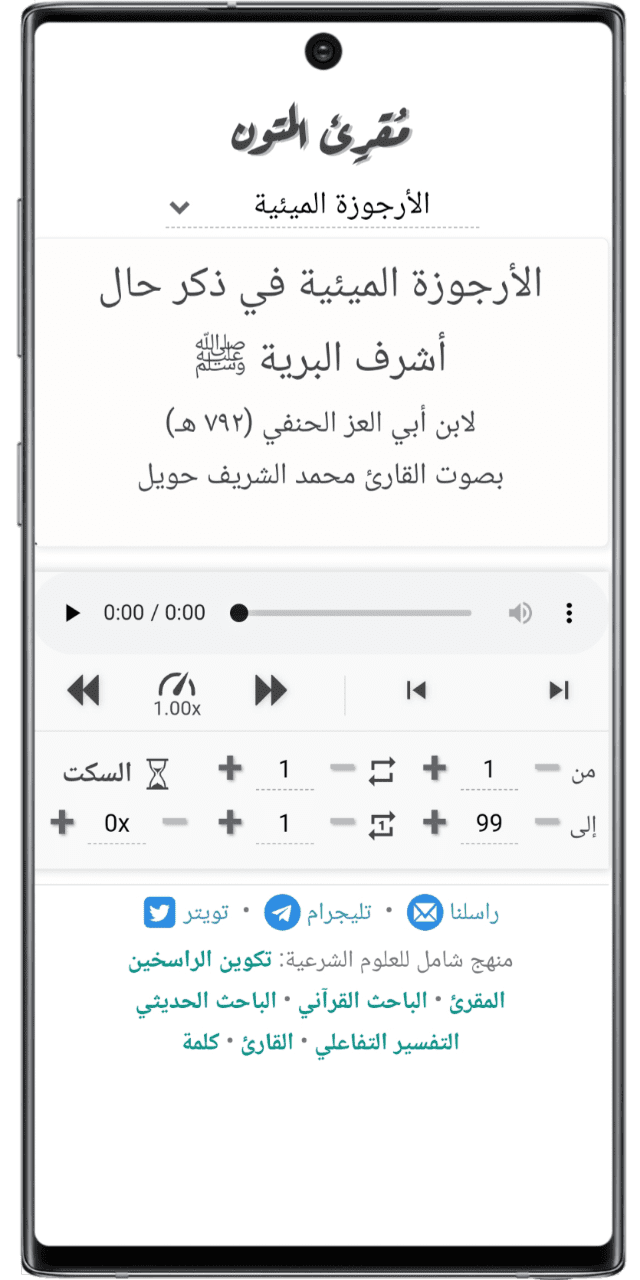 مُقرِئ المتون
الأرجوزة الميئية
الأرجوزة الميئية في ذكر حال
أشرف البرية ﷺ
لابن أبي العز الحنفي (٧٩٢ هـ)
بصوت القارئ محمد الشريف حويل
0:00 / 0:00
1.00x
من 1 1 السكت
إلى 99 1 1 0x
راسلنا • تليجرام • تويتر
منهج شامل للعلوم الشرعية: تكوين الراسخين
المقرئ • الباحث القرآني • الباحث الحديثي
التفسير التفاعلي • القارئ • كلمة